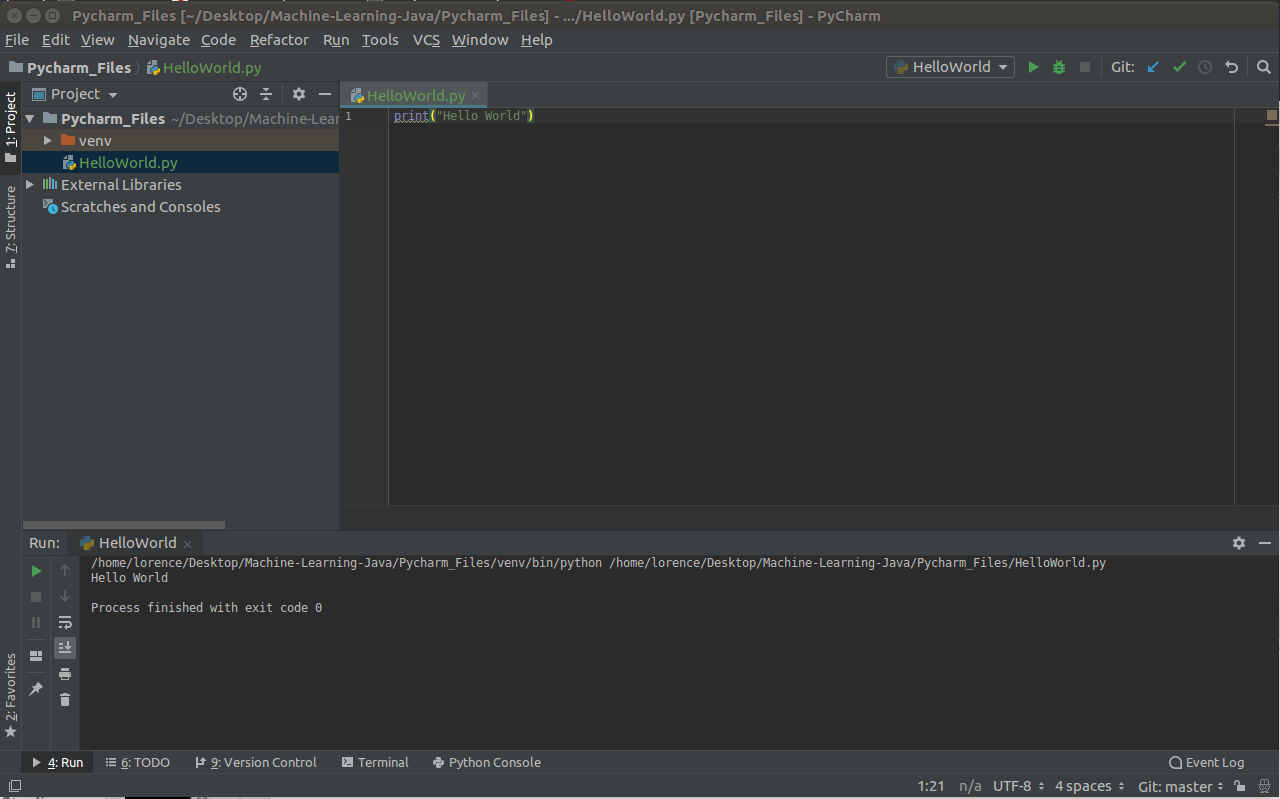 Pycharm_Files [~/Desktop/Machine-Learning-Java/Pycharm_Files] - .../HelloWorld.py [Pycharm_Files] - PyCharm
File Edit View Navigate Code Refactor Run Tools VCS Window Help
Pycharm_Files HelloWorld.py HelloWorld Git:
1: Project
7: Structure
2: Favorites
Project
Pycharm_Files ~/Desktop/Machine-Lear
venv
HelloWorld.py
External Libraries
Scratches and Consoles
HelloWorld.py
1 print("Hello World")
Run: HelloWorld
/home/lorence/Desktop/Machine-Learning-Java/Pycharm_Files/venv/bin/python /home/lorence/Desktop/Machine-Learning-Java/Pycharm_Files/HelloWorld.py
Hello World
Process finished with exit code 0
4: Run 6: TODO 9: Version Control Terminal Python Console Event Log
1:21 n/a UTF-8 4 spaces Git: master